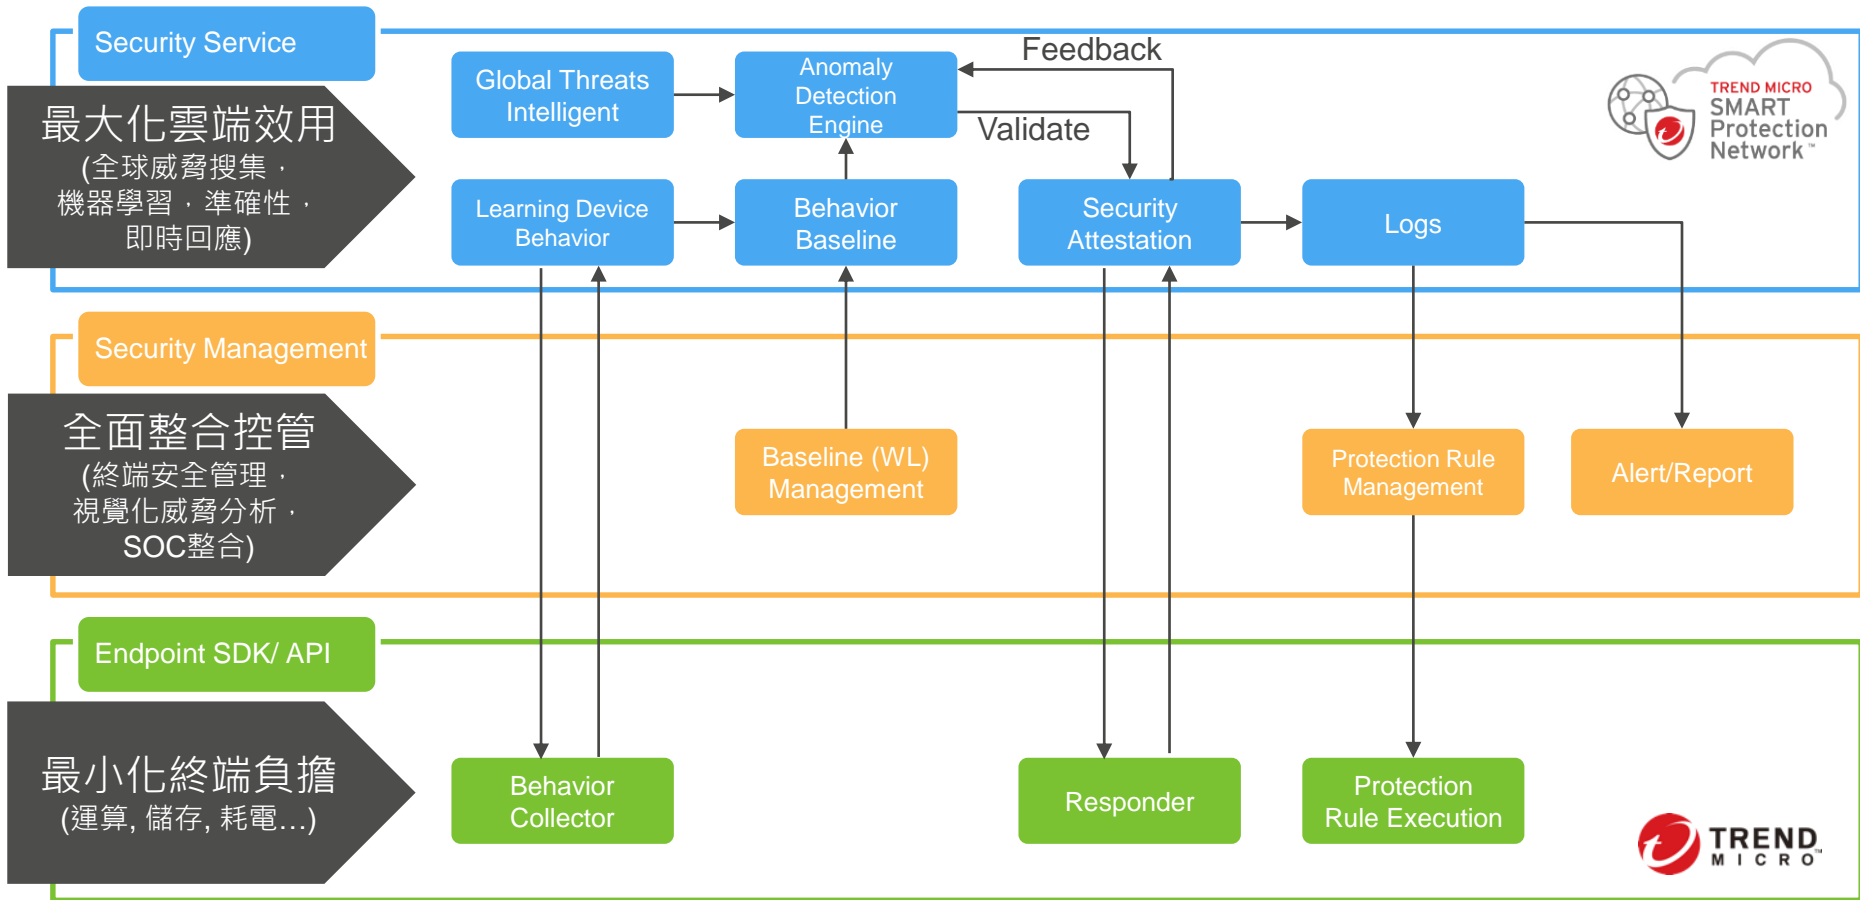 Security Service
最大化雲端效用
(全球威脅搜集，
機器學習，準確性，
即時回應)
Global Threats
Intelligent
Anomaly
Detection
Engine
Feedback
Validate
Learning Device
Behavior
Behavior
Baseline
Security
Attestation
Logs
TREND MICRO
SMART
Protection
Network™
Security Management
全面整合控管
(終端安全管理，
視覺化威脅分析，
SOC整合)
Baseline (WL)
Management
Protection Rule
Management
Alert/Report
Endpoint SDK/ API
最小化終端負擔
(運算, 儲存, 耗電…)
Behavior
Collector
Responder
Protection
Rule Execution
TREND
MICRO™